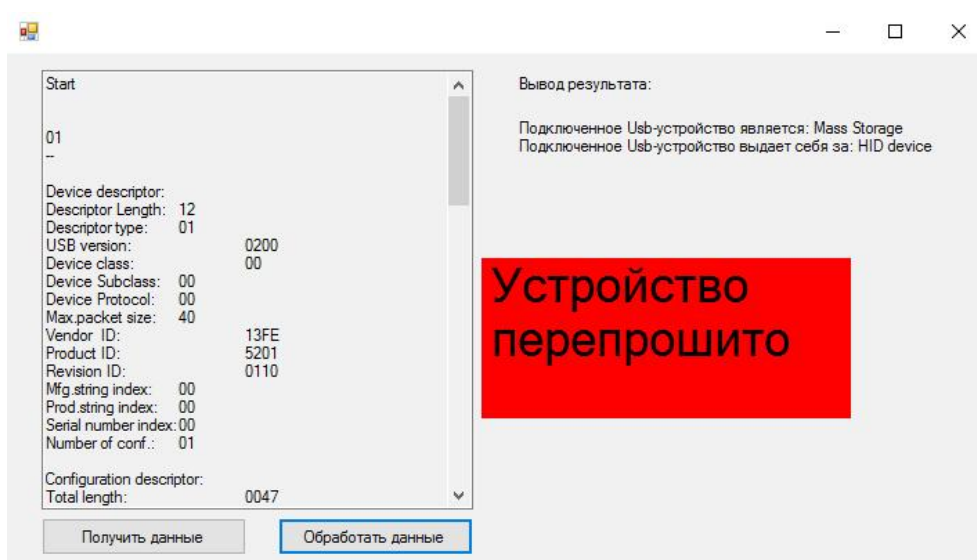 Start
01
--
Device descriptor:
Descriptor Length: 12
Descriptor type: 01
USB version: 0200
Device class: 00
Device Subclass: 00
Device Protocol: 00
Max.packet size: 40
Vendor ID: 13FE
Product ID: 5201
Revision ID: 0110
Mfg.string index: 00
Prod.string index: 00
Serial number index: 00
Number of conf.: 01
Configuration descriptor:
Total length: 0047
Получить данные
Обработать данные
Вывод результата:
Подключенное Usb-устройство является: Mass Storage
Подключенное Usb-устройство выдает себя за: HID device
Устройство
перепрошито